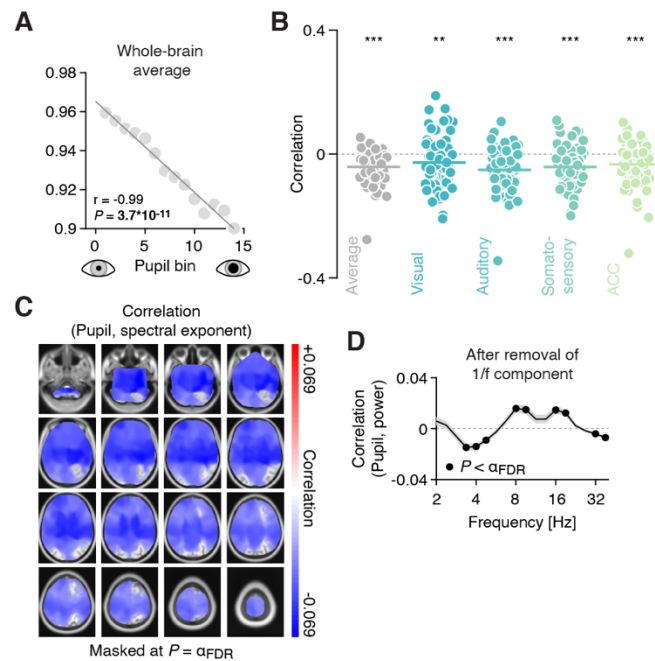 A
Whole-brain
average
0.98
0.96
0.94
0.92
0.9
r = -0.99
P = 3.7*10-11
0
5
10
15
Pupil bin
B
0.4
0
-0.4
Correlation
***
**
***
***
***
Average
Visual
Auditory
Somato-
sensory
ACC
C
Correlation
(Pupil, spectral exponent)
+0.069
Correlation
-0.069
Masked at P = αFDR
D
After removal of
1/f component
0.04
0
-0.04
Correlation
(Pupil, power)
P < αFDR
2
4
8
16
32
Frequency [Hz]